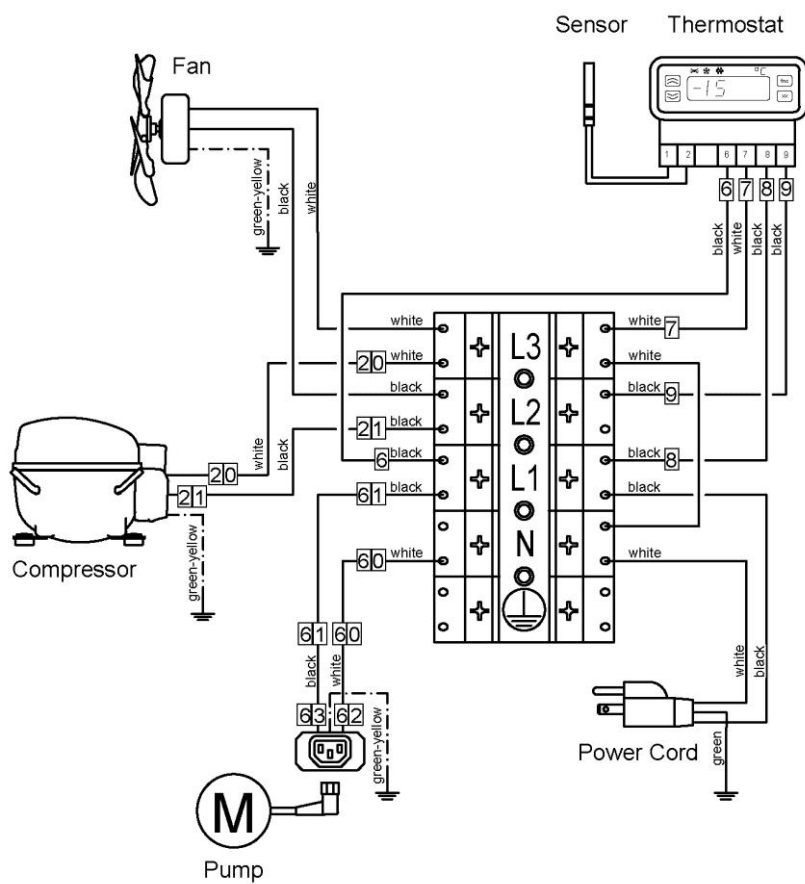 Sensor Thermostat
Fan
°C
-15
1 2 6 7 8 9
6 7 8 9
black
white
green-yellow
black
white
black
black
white L3 white 7
20 white white
black L2 black 9
21 black
6 black L1 black 8
61 black black
N
60 white white
20
21
white
black
green-yellow
Compressor
61 60
black
white
63 62
green-yellow
white
black
green
Power Cord
M
Pump